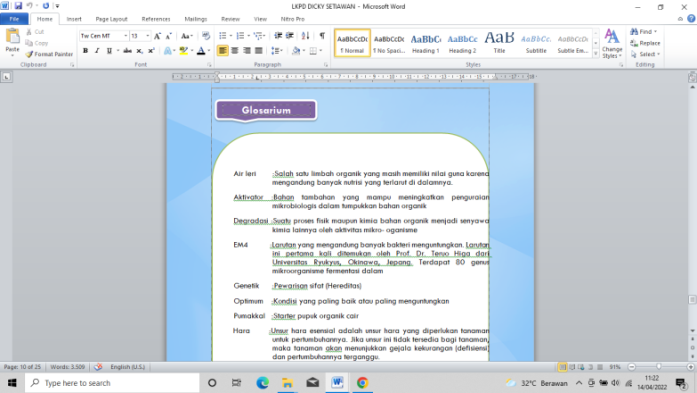 LKPD DICKY SETIAWAN - Microsoft Word
File Home Insert Page Layout References Mailings Review View Nitro Pro
Paste
Cut
Copy
Format Painter
Clipboard
Tw Cen MT 13
Font
Paragraph
AaBbCcDc AaBbCcDc AaBbC AaBbCc AaB AaBbCc. AaBbCcDc
¶ Normal ¶ No Spaci... Heading 1 Heading 2 Title Subtitle Subtle Em...
Styles
Change Styles
Find
Replace
Select
Editing
Glosarium
Air leri :Salah satu limbah organik yang masih memiliki nilai guna karena
mengandung banyak nutrisi yang terlarut di dalamnya.
Aktivator :Bahan tambahan yang mampu meningkatkan penguraian
mikrobiologis dalam tumpukkan bahan organik
Degradasi :Suatu proses fisik maupun kimia bahan organik menjadi senyawa
kimia lainnya oleh aktivitas mikro- oganisme
EM4 :Larutan yang mengandung banyak bakteri menguntungkan. Larutan
ini pertama kali ditemukan oleh Prof. Dr. Teruo Higa dari
Universitas Ryukyus, Okinawa, Jepang. Terdapat 80 genus
mikroorganisme fermentasi dalam
Genetik :Pewarisan sifat (Hereditas)
Optimum :Kondisi yang paling baik atau paling menguntungkan
Pumakkal :Starter pupuk organik cair
Hara :Unsur hara esensial adalah unsur hara yang diperlukan tanaman
untuk pertumbuhannya. Jika unsur ini tidak tersedia bagi tanaman,
maka tanaman akan menunjukkan gejala kekurangan (defisiensi)
dan pertumbuhannya terganggu.
Page: 10 of 25 Words: 3.509 English (U.S.) 91%
Type here to search
32°C Berawan
11:22
14/04/2022